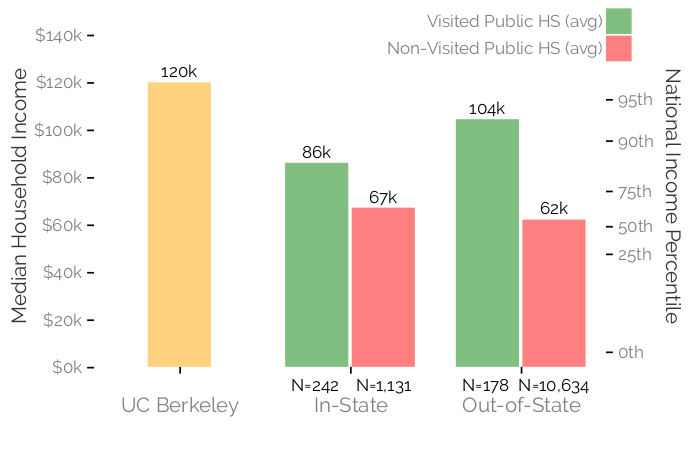 Visited Public HS (avg)
Non-Visited Public HS (avg)
Median Household Income
$140k
$120k
$100k
$80k
$60k
$40k
$20k
$0k
120k
86k
67k
104k
62k
95th
90th
75th
50th
25th
0th
National Income Percentile
N=242 N=1,131 N=178 N=10,634
UC Berkeley In-State Out-of-State